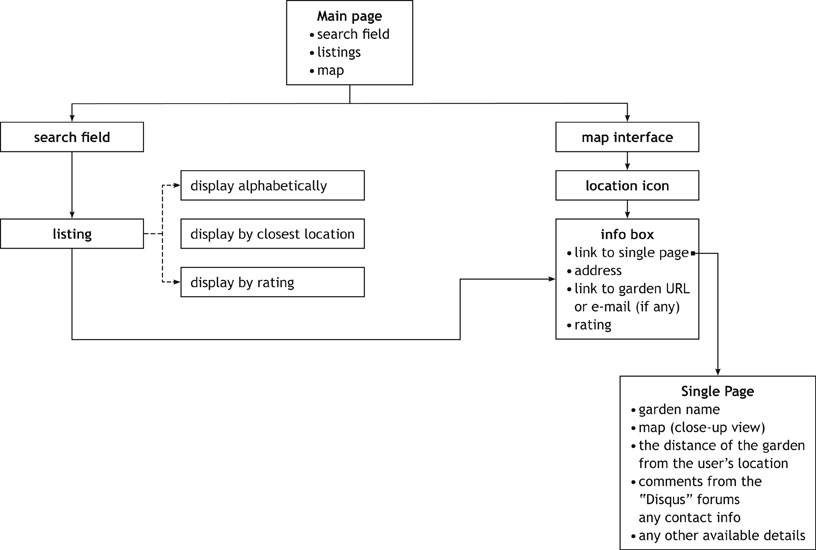 Main page
• search field
• listings
• map
search field
map interface
display alphabetically
location icon
listing
display by closest location
display by rating
info box
• link to single page
• address
• link to garden URL
or e-mail (if any)
• rating
Single Page
• garden name
• map (close-up view)
• the distance of the garden
from the user's location
• comments from the
"Disqus" forums
any contact info
• any other available details